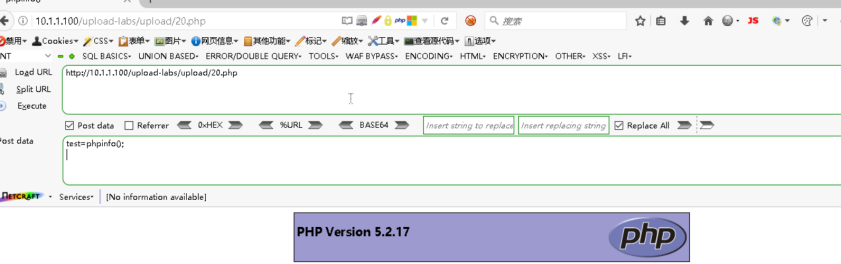 phpinfo()
10.1.1.100/upload-labs/upload/20.php
php
搜索
JS
禁用 Cookies CSS 表单 图片 网页信息 其他功能 标记 缩放 工具 查看源代码 选项
NT SQL BASICS UNION BASED ERROR/DOUBLE QUERY TOOLS WAF BYPASS ENCODING HTML ENCRYPTION OTHER XSS LFI
Load URL
http://10.1.1.100/upload-labs/upload/20.php
Split URL
Execute
Post data Referrer 0xHEX %URL BASE64 Insert string to replace Insert replacing string Replace All
Post data
test=phpinfo();
NETCRAFT Services [No information available]
PHP Version 5.2.17
php